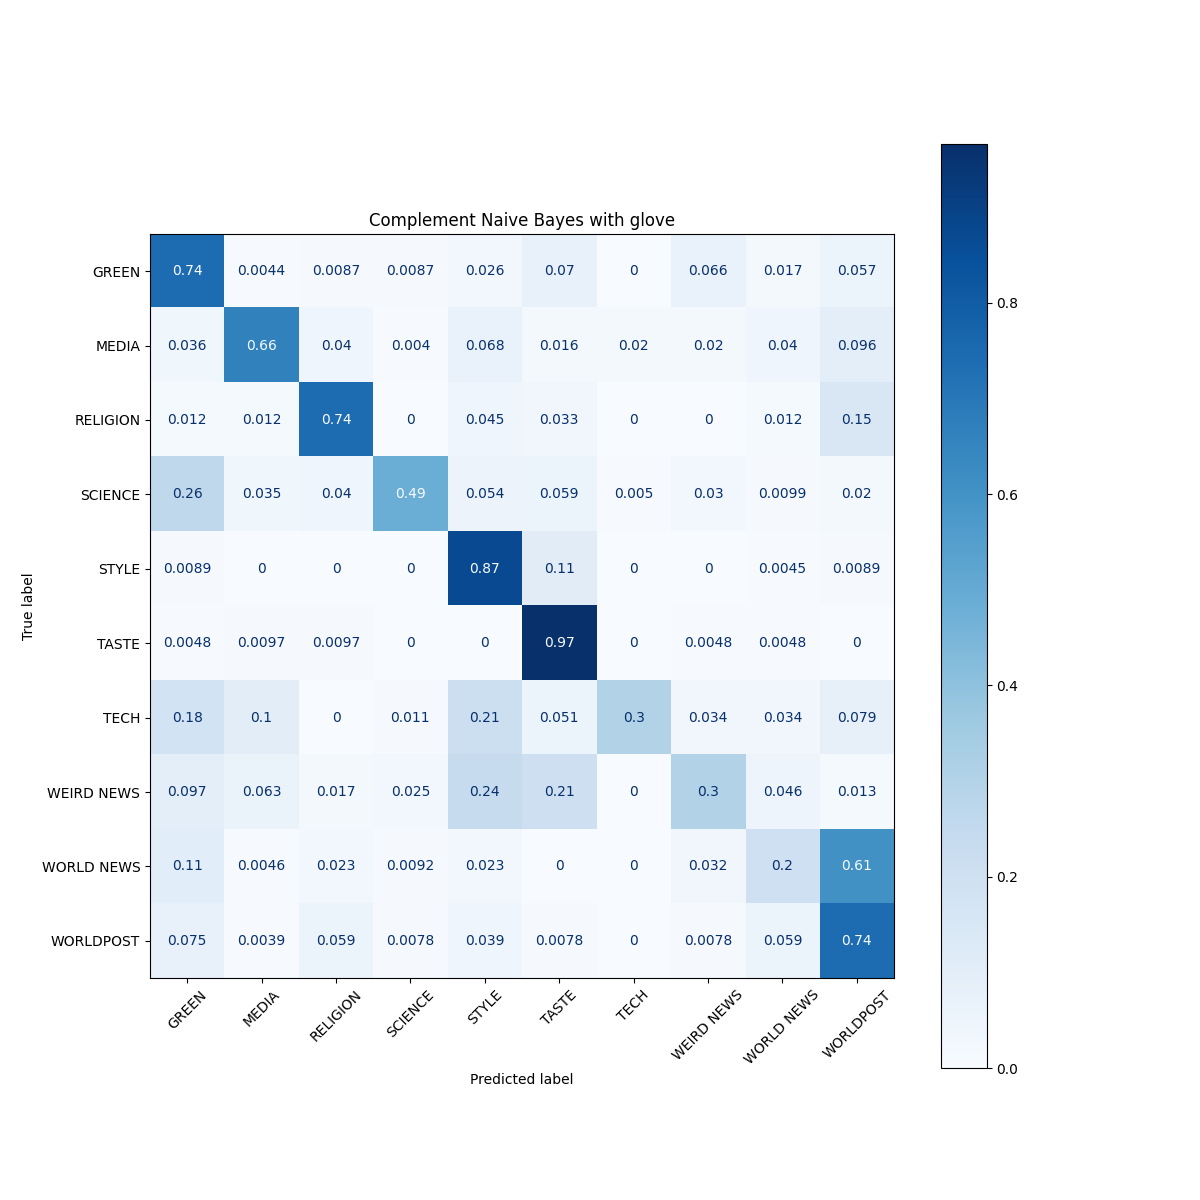 Complement Naive Bayes with glove
GREEN 0.74 0.0044 0.0087 0.0087 0.026 0.07 0 0.066 0.017 0.057
MEDIA 0.036 0.66 0.04 0.004 0.068 0.016 0.02 0.02 0.04 0.096
RELIGION 0.012 0.012 0.74 0 0.045 0.033 0 0 0.012 0.15
SCIENCE 0.26 0.035 0.04 0.49 0.054 0.059 0.005 0.03 0.0099 0.02
STYLE 0.0089 0 0 0 0.87 0.11 0 0 0.0045 0.0089
TASTE 0.0048 0.0097 0.0097 0 0 0.97 0 0.0048 0.0048 0
TECH 0.18 0.1 0 0.011 0.21 0.051 0.3 0.034 0.034 0.079
WEIRD NEWS 0.097 0.063 0.017 0.025 0.24 0.21 0 0.3 0.046 0.013
WORLD NEWS 0.11 0.0046 0.023 0.0092 0.023 0 0 0.032 0.2 0.61
WORLDPOST 0.075 0.0039 0.059 0.0078 0.039 0.0078 0 0.0078 0.059 0.74
GREEN MEDIA RELIGION SCIENCE STYLE TASTE TECH WEIRD NEWS WORLD NEWS WORLDPOST
Predicted label
True label
0.8
0.6
0.4
0.2
0.0